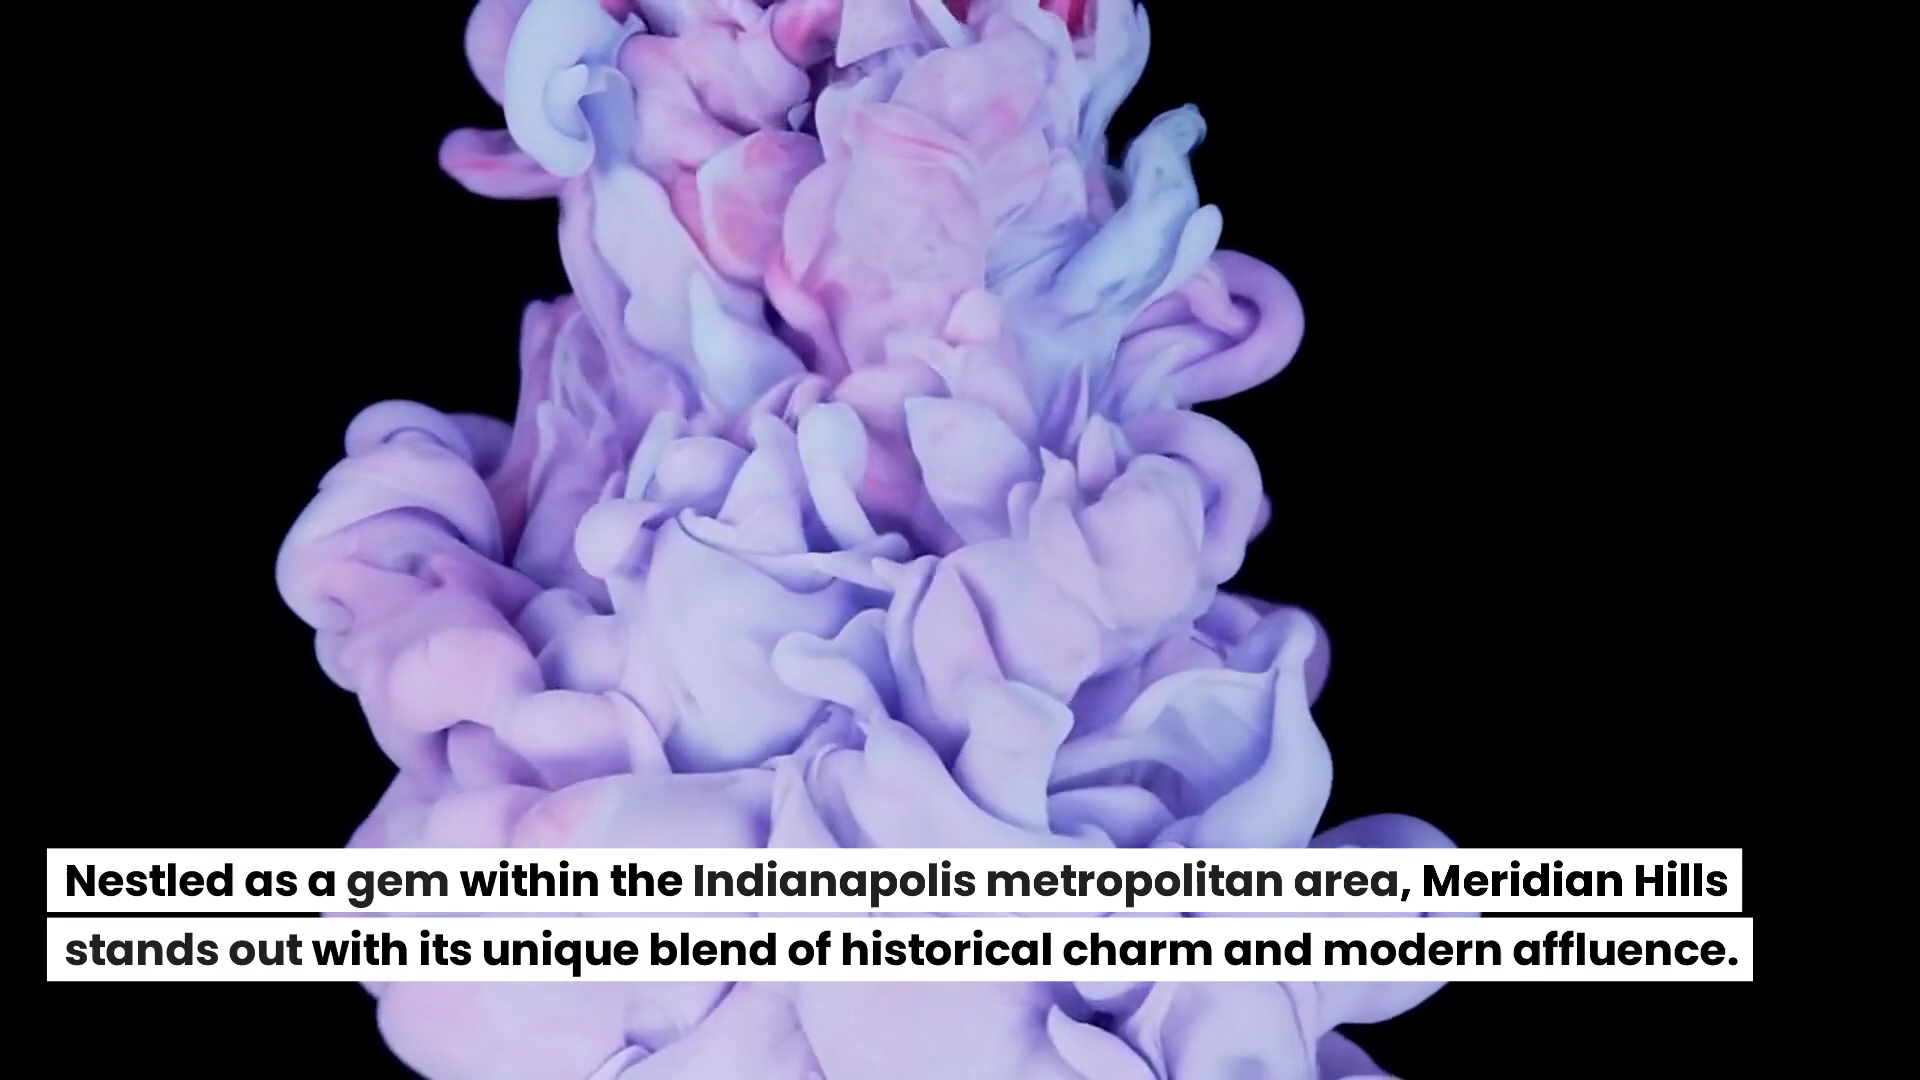 Nestled as a gem within the Indianapolis metropolitan area, Meridian Hills
stands out with its unique blend of historical charm and modern affluence.